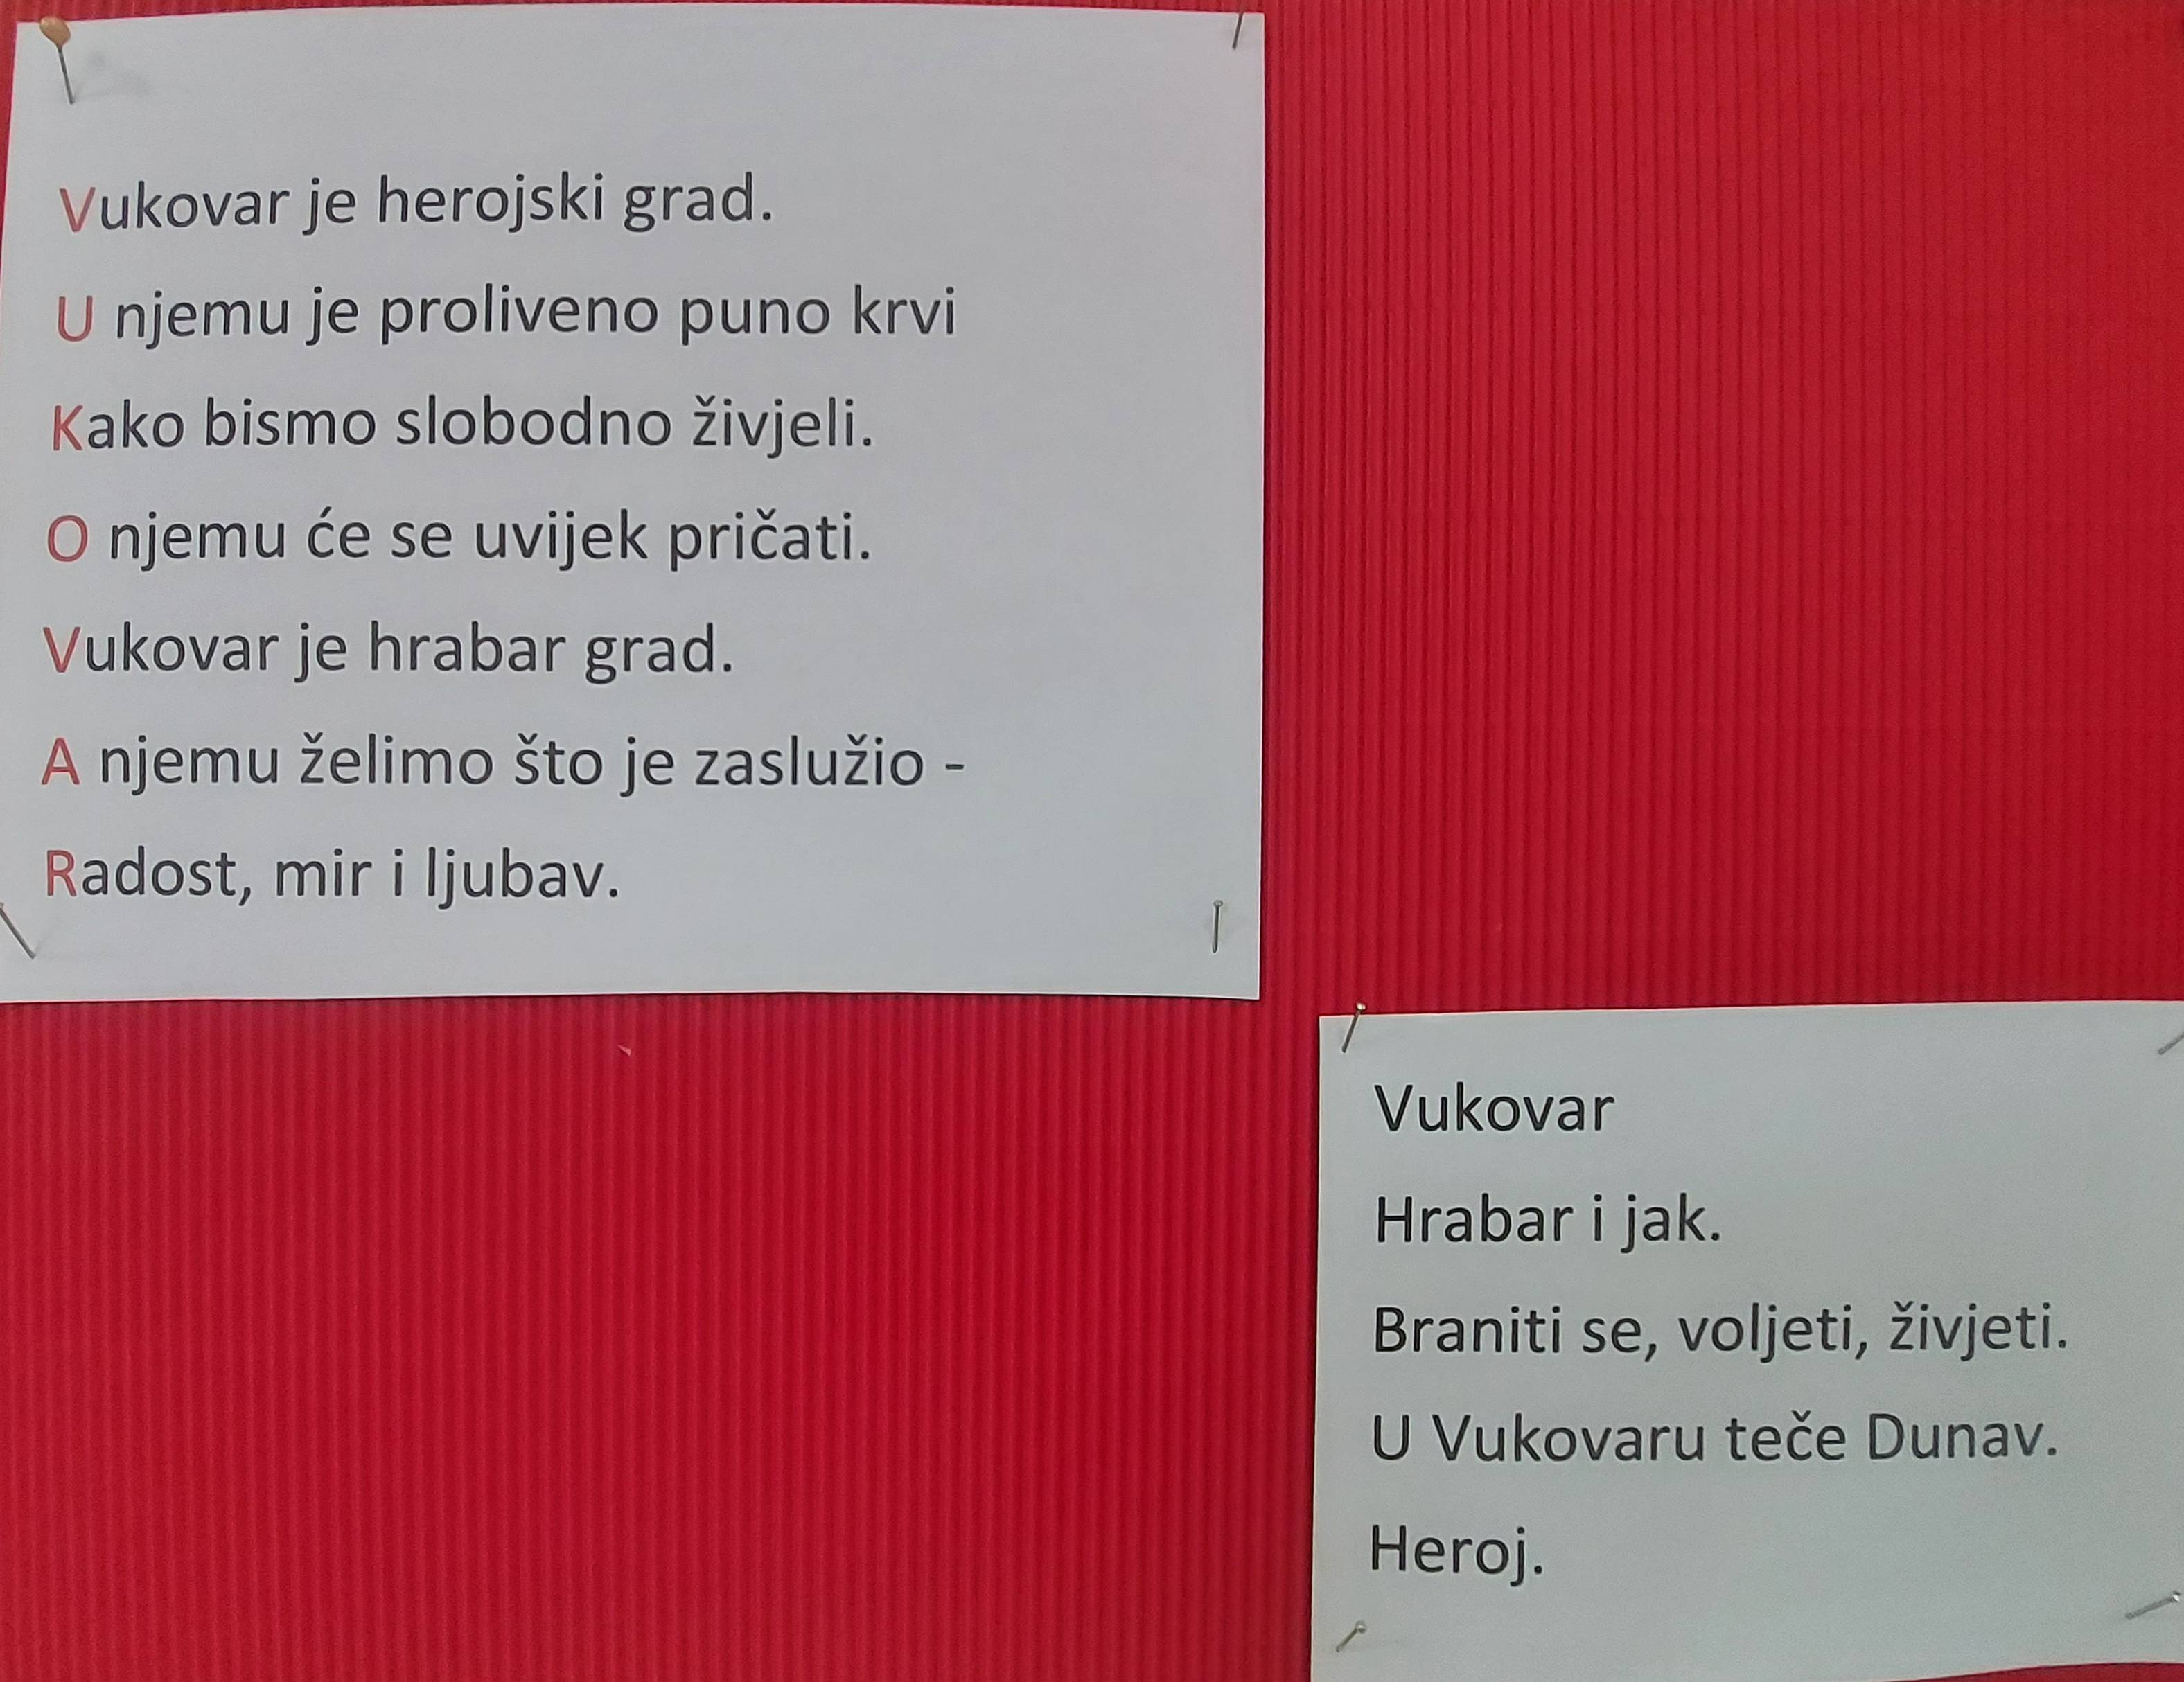 Vukovar je herojski grad.
U njemu je proliveno puno krvi
Kako bismo slobodno živjeli.
O njemu će se uvijek pričati.
Vukovar je hrabar grad.
A njemu želimo što je zaslužio -
Radost, mir i ljubav.
Vukovar
Hrabar i jak.
Braniti se, voljeti, živjeti.
U Vukovaru teče Dunav.
Heroj.